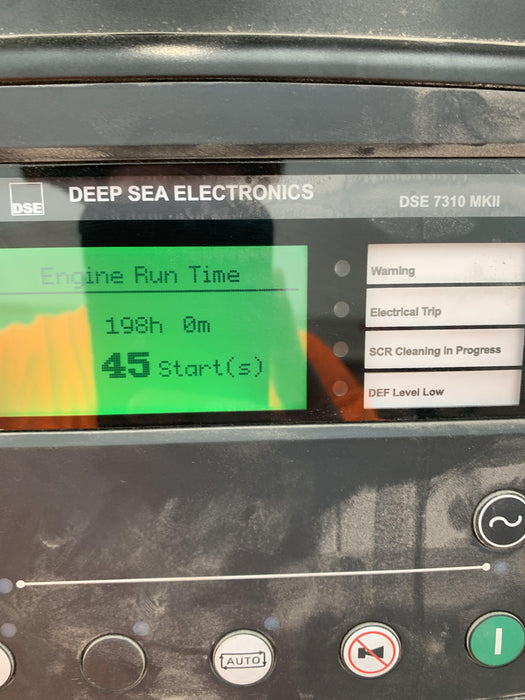 DSE
DEEP SEA ELECTRONICS
DSE 7310 MKII
Engine Run Time
198h 0m
45 Start(s)
Warning
Electrical Trip
SCR Cleaning In Progress
DEF Level Low
AUTO
I